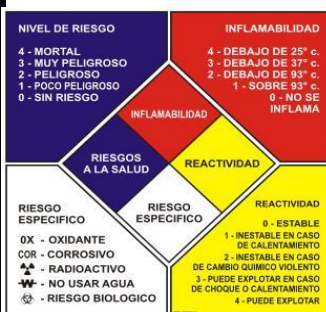 NIVEL DE RIESGO
4 - MORTAL
3 - MUY PELIGROSO
2 - PELIGROSO
1 - POCO PELIGROSO
0 - SIN RIESGO
INFLAMABILIDAD
4 - DEBAJO DE 25° c.
3 - DEBAJO DE 37° c.
2 - DEBAJO DE 93° c.
1 - SOBRE 93° c.
0 - NO SE
INFLAMA
INFLAMABILIDAD
RIESGOS
A LA SALUD
REACTIVIDAD
RIESGO
ESPECIFICO
RIESGO
ESPECIFICO
0X - OXIDANTE
COR - CORROSIVO
- RADIOACTIVO
W - NO USAR AGUA
- RIESGO BIOLOGICO
REACTIVIDAD
0 - ESTABLE
1 - INESTABLE EN CASO
DE CALENTAMIENTO
2 - INESTABLE EN CASO
DE CAMBIO QUIMICO VIOLENTO
3 - PUEDE EXPLOTAR EN CASO
DE CHOQUE O CALENTAMIENTO
4 - PUEDE EXPLOTAR